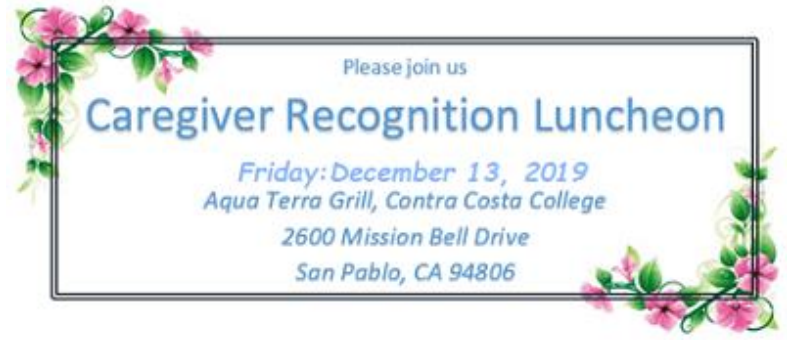 Please join us
Caregiver Recognition Luncheon
Friday:December 13, 2019
Aqua Terra Grill, Contra Costa College
2600 Mission Bell Drive
San Pablo, CA 94806